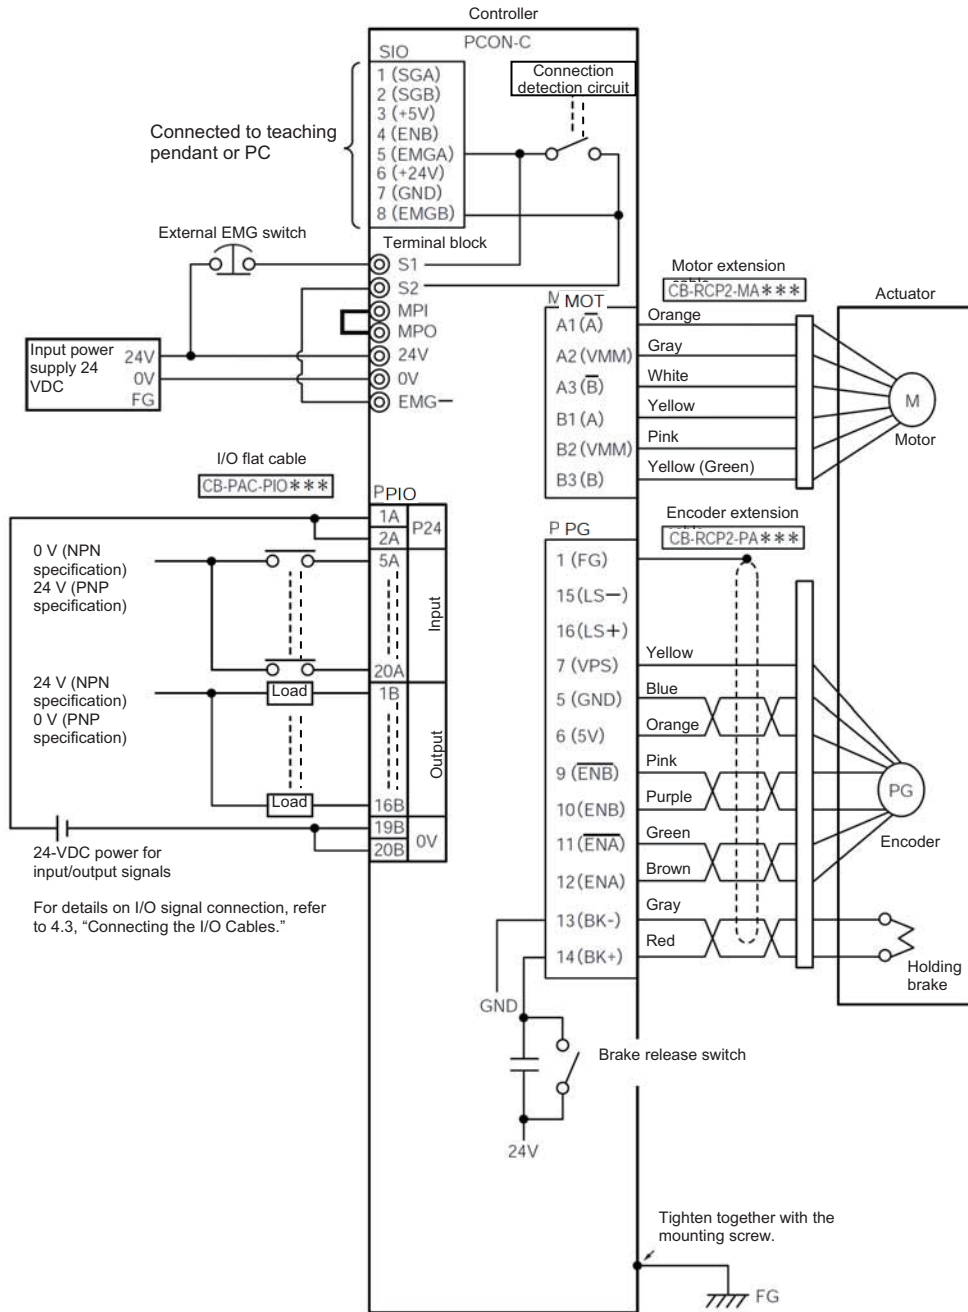 Controller
PCON-C
SIO
1 (SGA)
2 (SGB)
3 (+5V)
4 (ENB)
5 (EMGA)
6 (+24V)
7 (GND)
8 (EMGB)
Connection
detection circuit
Connected to teaching
pendant or PC
External EMG switch
Terminal block
S1
S2
MPI
MPO
24V
0V
EMG−
Input power
supply 24
VDC
24V
0V
FG
Motor extension
CB-RCP2-MA***
Actuator
MOT
A1(A̅)
A2(VMM)
A3(B̅)
B1(A)
B2(VMM)
B3(B)
Orange
Gray
White
Yellow
Pink
Yellow (Green)
M
Motor
I/O flat cable
CB-PAC-PIO***
PIO
1A
2A
P24
5A
20A
Input
1B
16B
Output
19B
20B
0V
0 V (NPN
specification)
24 V (PNP
specification)
24 V (NPN
specification)
0 V (PNP
specification)
Load
Load
24-VDC power for
input/output signals
For details on I/O signal connection, refer
to 4.3, “Connecting the I/O Cables.”
Encoder extension
CB-RCP2-PA***
P PG
1 (FG)
15(LS−)
16(LS+)
7 (VPS)
5 (GND)
6 (5V)
9 (E̅N̅B̅)
10(ENB)
11(E̅N̅A̅)
12(ENA)
13(BK-)
14(BK+)
Yellow
Blue
Orange
Pink
Purple
Green
Brown
Gray
Red
PG
Encoder
Holding
brake
GND
Brake release switch
24V
Tighten together with the
mounting screw.
FG